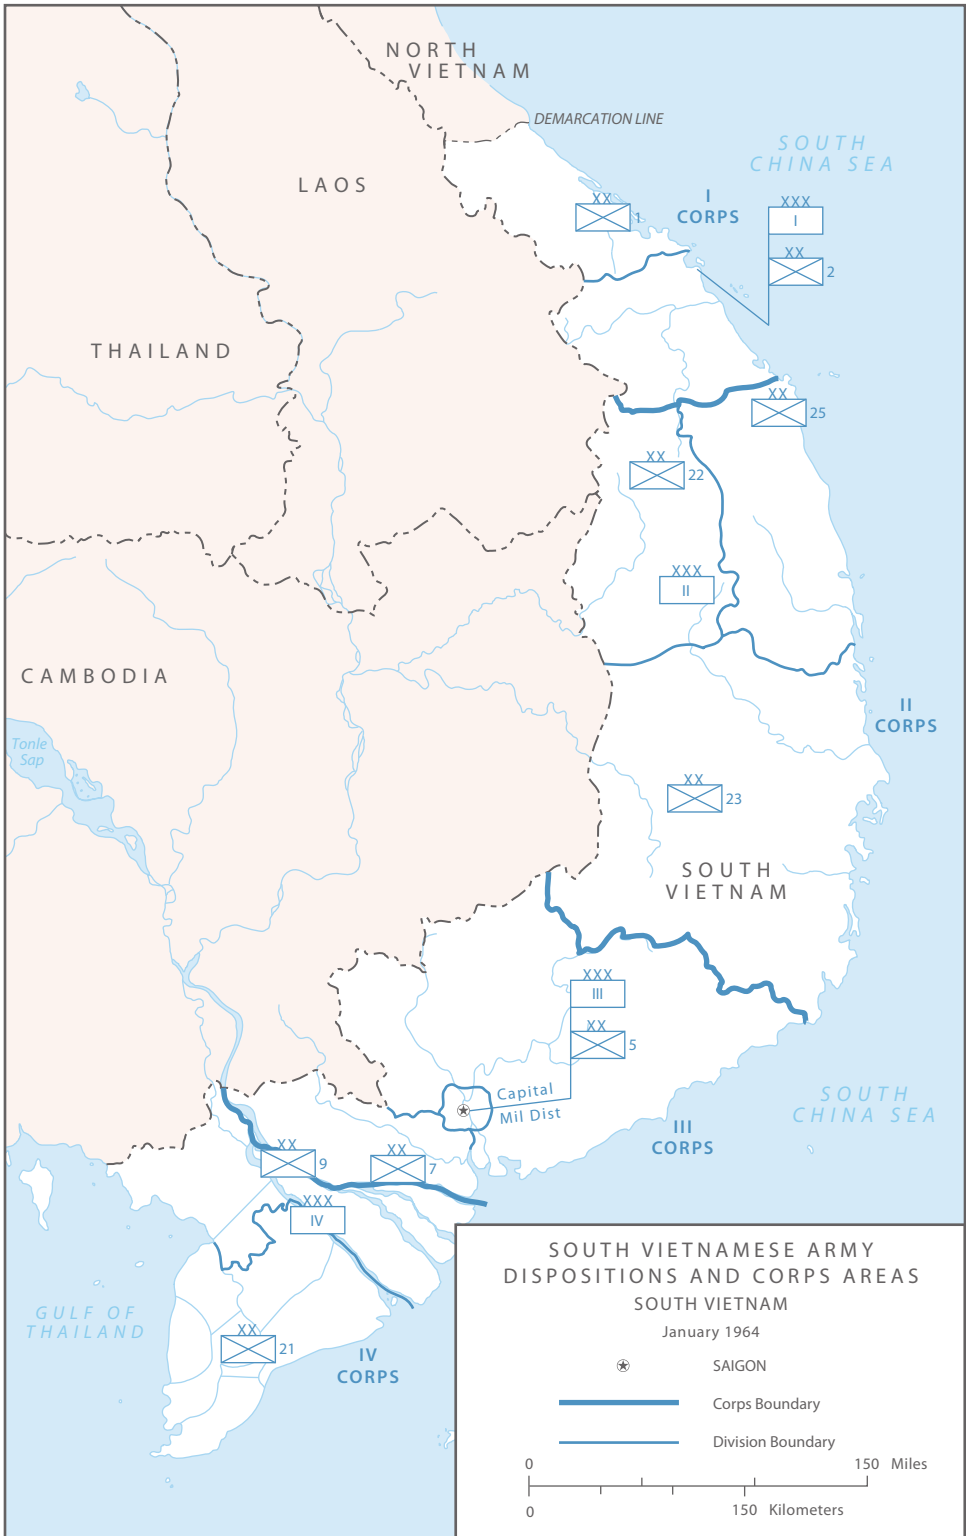 NORTH
VIETNAM
DEMARCATION LINE
SOUTH
CHINA SEA
LAOS
XX
1
I
CORPS
XXX
I
XX
2
THAILAND
XX
25
XX
22
XXX
II
CAMBODIA
II
CORPS
Tonle
Sap
XX
23
SOUTH
VIETNAM
XXX
III
XX
5
Capital
Mil Dist
SOUTH
CHINA SEA
III
CORPS
XX
9
XX
7
XXX
IV
GULF OF
THAILAND
XX
21
IV
CORPS
SOUTH VIETNAMESE ARMY
DISPOSITIONS AND CORPS AREAS
SOUTH VIETNAM
January 1964
SAIGON
Corps Boundary
Division Boundary
0 150 Miles
0 150 Kilometers